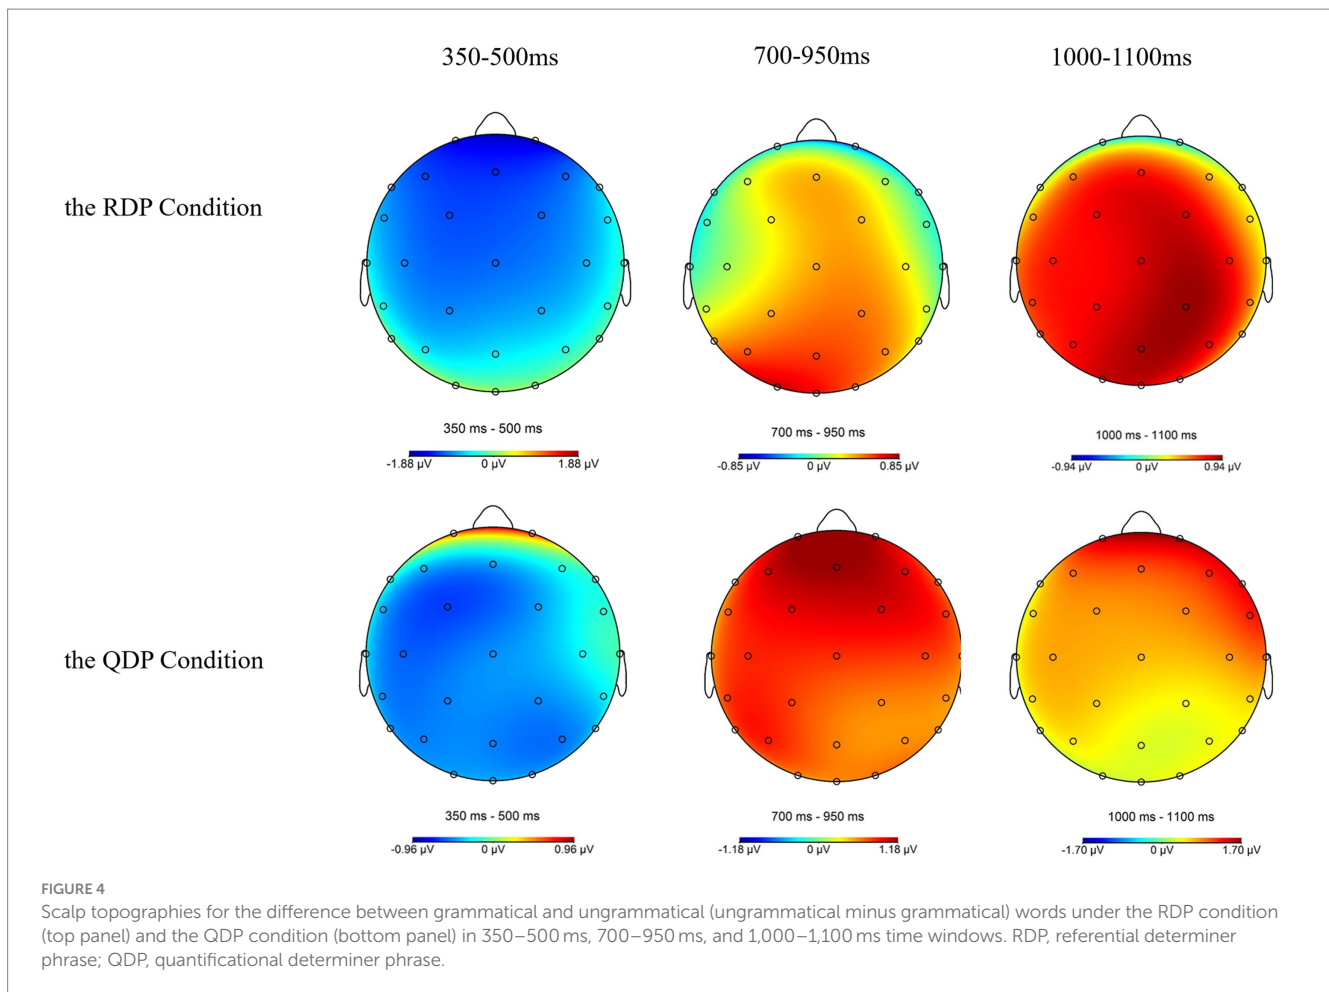 350-500ms 700-950ms 1000-1100ms
the RDP Condition
350 ms - 500 ms 700 ms - 950 ms 1000 ms - 1100 ms
-1.88 µV 0 µV 1.88 µV -0.85 µV 0 µV 0.85 µV -0.94 µV 0 µV 0.94 µV
the QDP Condition
350 ms - 500 ms 700 ms - 950 ms 1000 ms - 1100 ms
-0.96 µV 0 µV 0.96 µV -1.18 µV 0 µV 1.18 µV -1.70 µV 0 µV 1.70 µV
FIGURE 4
Scalp topographies for the difference between grammatical and ungrammatical (ungrammatical minus grammatical) words under the RDP condition
(top panel) and the QDP condition (bottom panel) in 350–500 ms, 700–950 ms, and 1,000–1,100 ms time windows. RDP, referential determiner
phrase; QDP, quantificational determiner phrase.